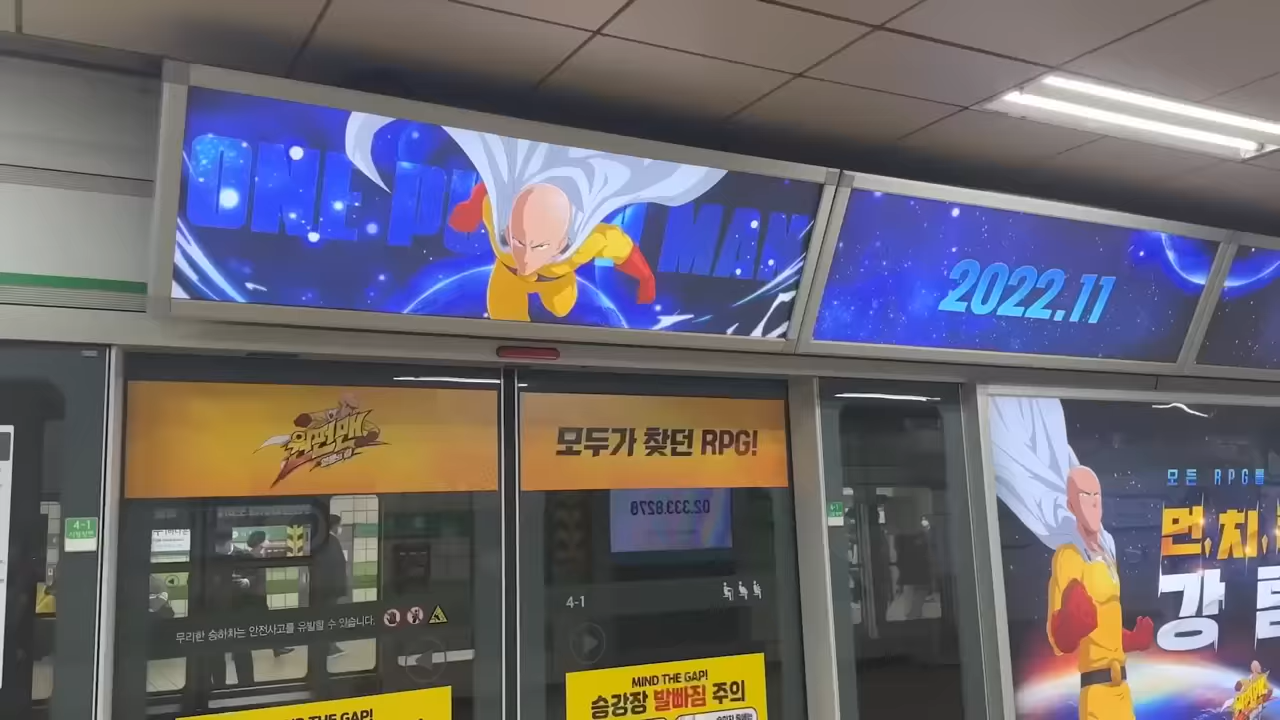 ONE PUNCH MAN
2022.11
원펀맨
모두가 찾던 RPG!
모든 RPG를
먼.치.
강 림
02.333.8278
4-1
4-1
4-1
무리한 승하차는 안전사고를 유발할 수 있습니다.
MIND THE GAP!
승강장 발빠짐 주의
THE GAP!